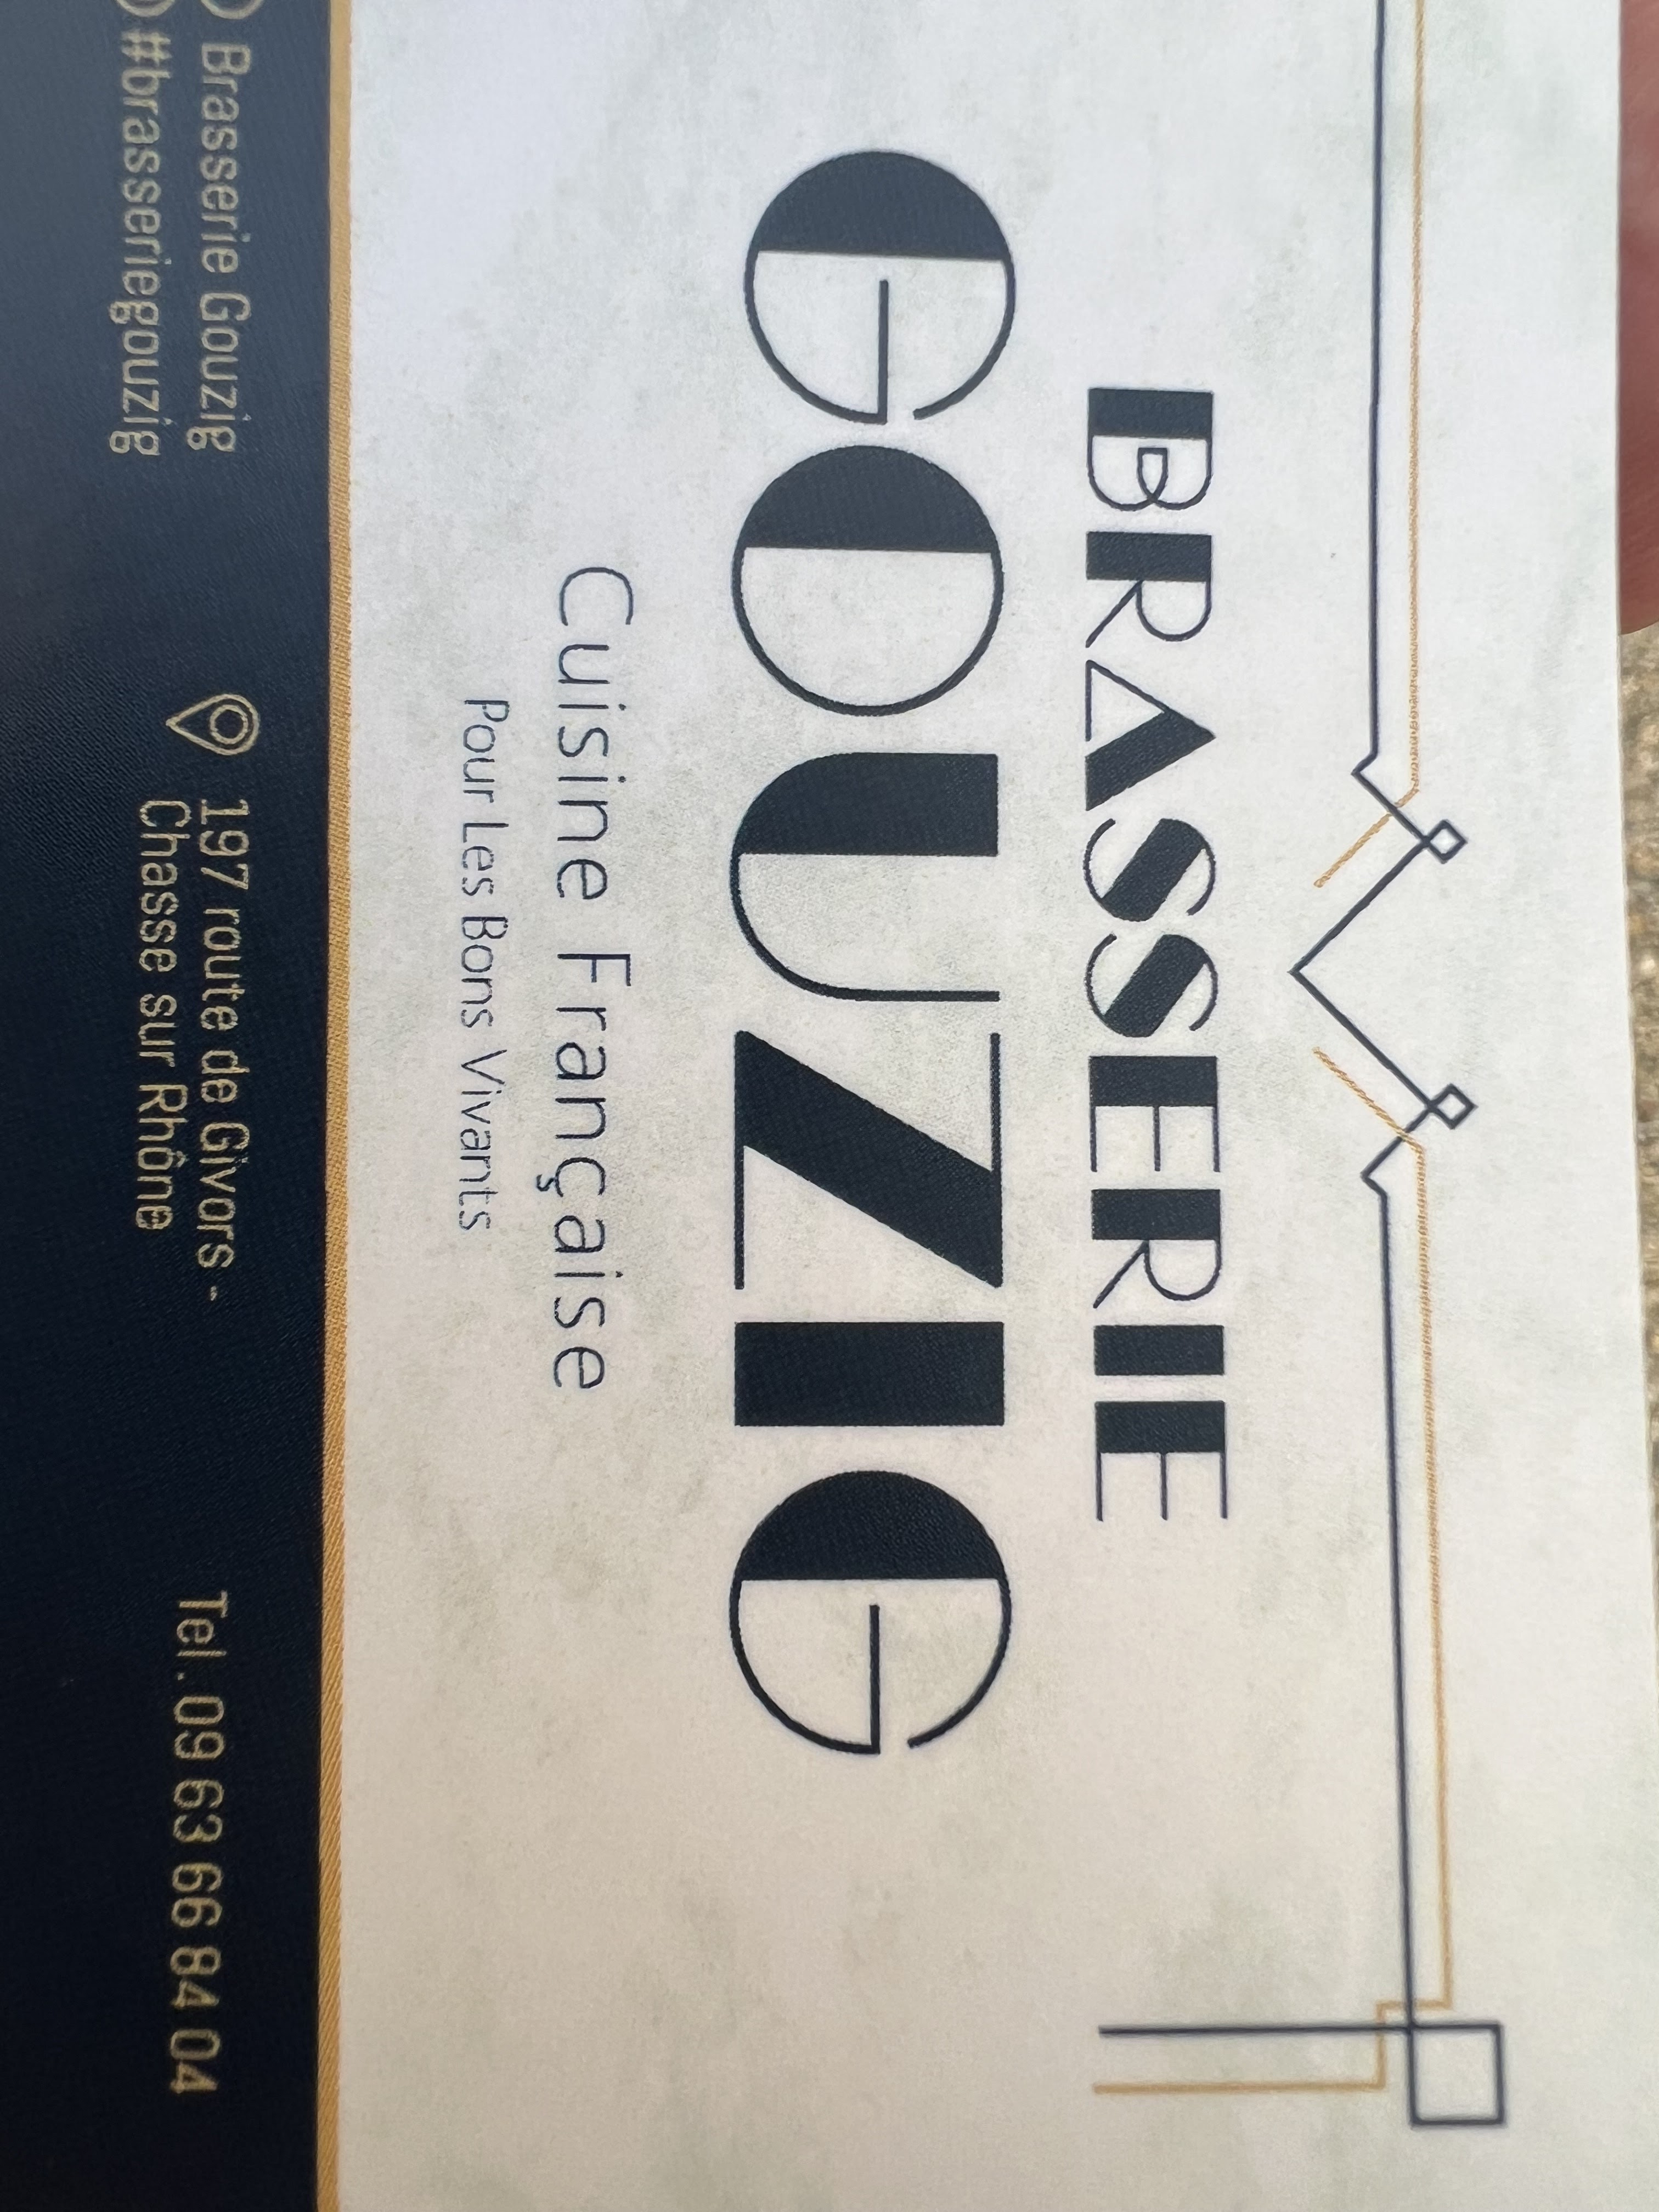 BRASSERIE
GOUZIG
Cuisine Française
Pour Les Bons Vivants
Brasserie Gouzig
#brasseriegouzig
197 route de Givors -
Chasse sur Rhône
Tel. 09 63 66 84 04